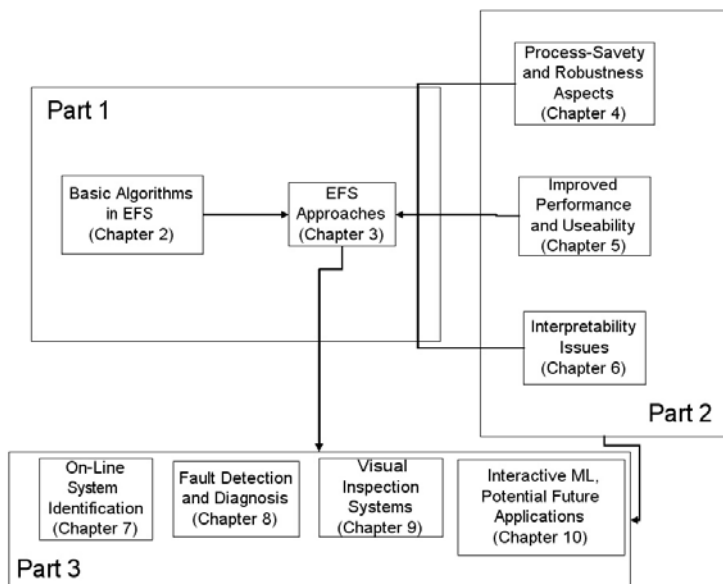 Part 1
Basic Algorithms
in EFS
(Chapter 2)
EFS
Approaches
(Chapter 3)
Process-Savety
and Robustness
Aspects
(Chapter 4)
Improved
Performance
and Useability
(Chapter 5)
Interpretability
Issues
(Chapter 6)
Part 2
On-Line
System
Identification
(Chapter 7)
Fault Detection
and Diagnosis
(Chapter 8)
Visual
Inspection
Systems
(Chapter 9)
Interactive ML,
Potential Future
Applications
(Chapter 10)
Part 3